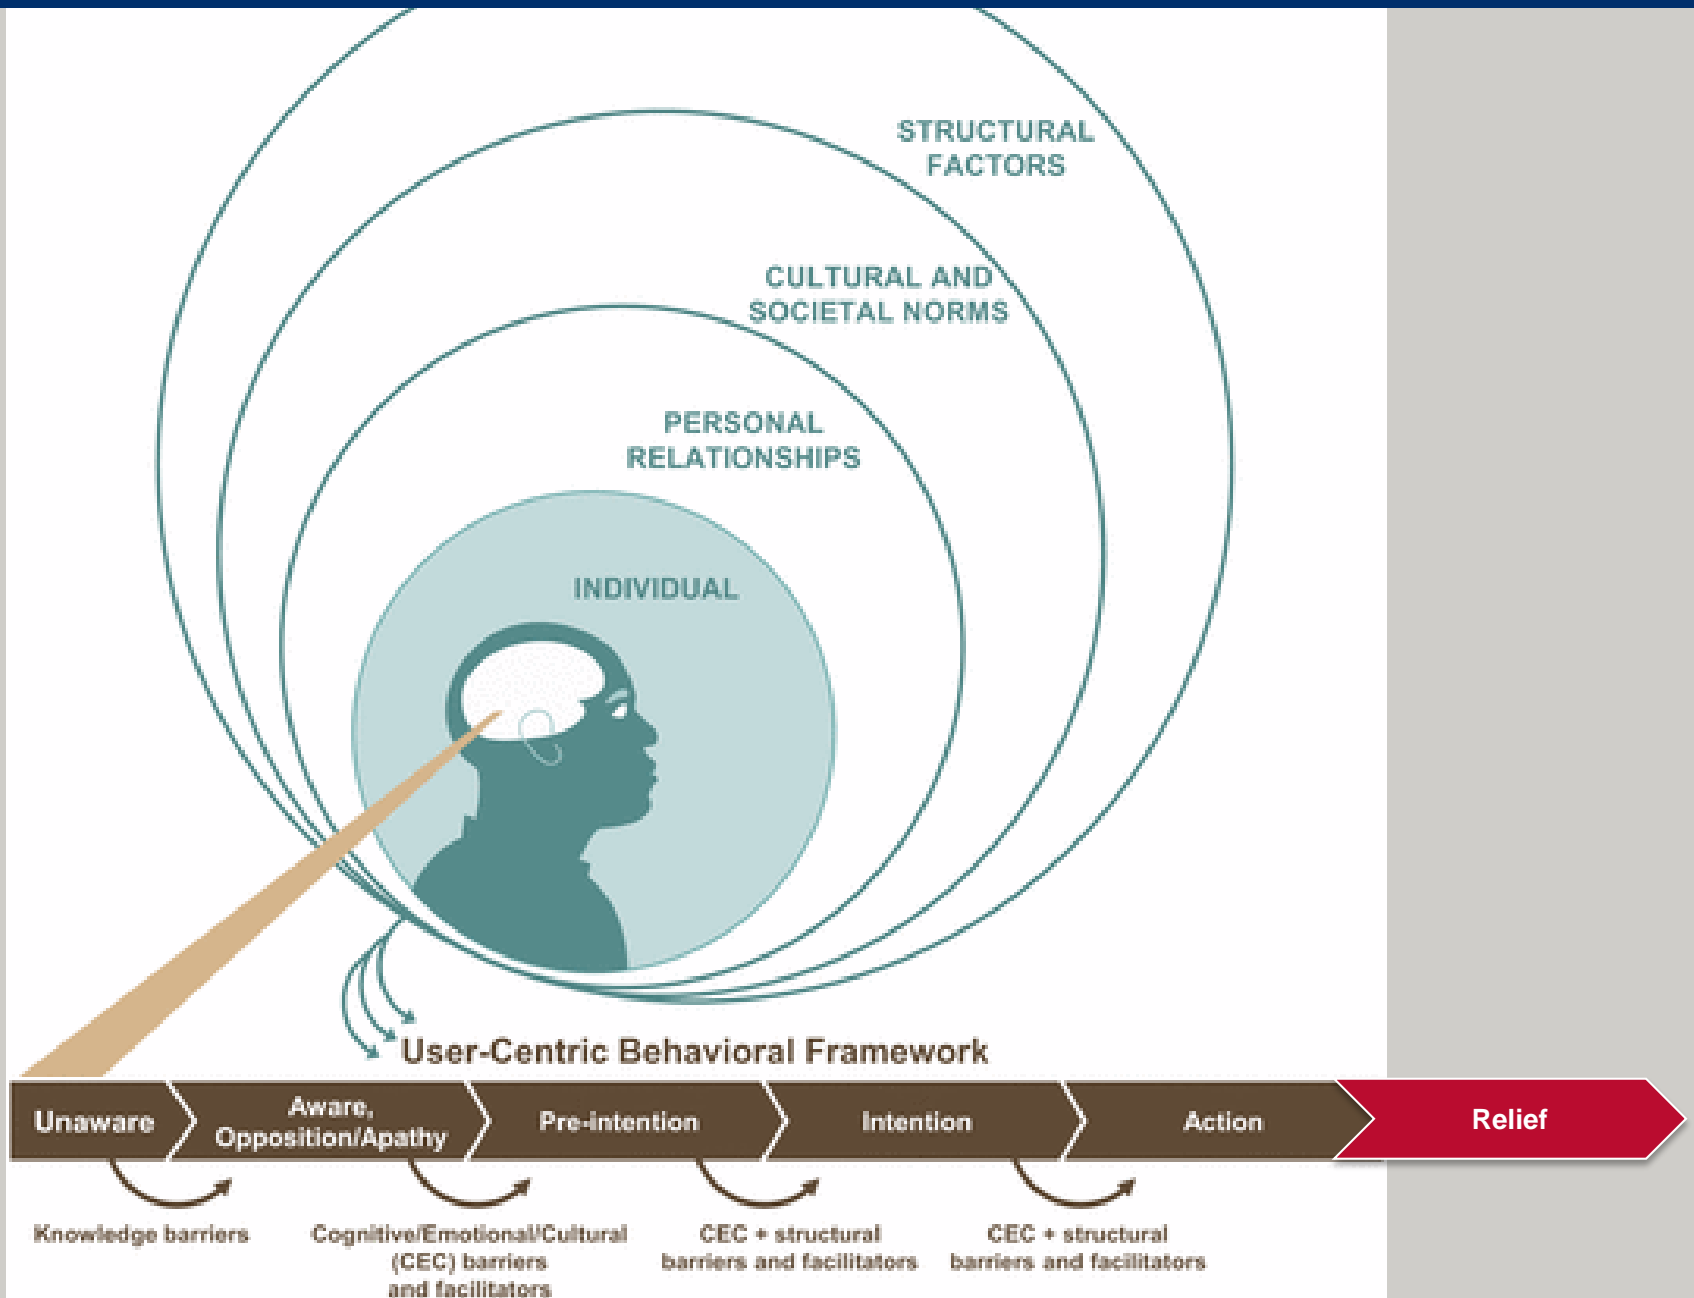 STRUCTURAL
FACTORS
CULTURAL AND
SOCIETAL NORMS
PERSONAL
RELATIONSHIPS
INDIVIDUAL
User-Centric Behavioral Framework
Unaware
Aware,
Opposition/Apathy
Pre-intention
Intention
Action
Relief
Knowledge barriers
Cognitive/Emotional/Cultural
(CEC) barriers
and facilitators
CEC + structural
barriers and facilitators
CEC + structural
barriers and facilitators